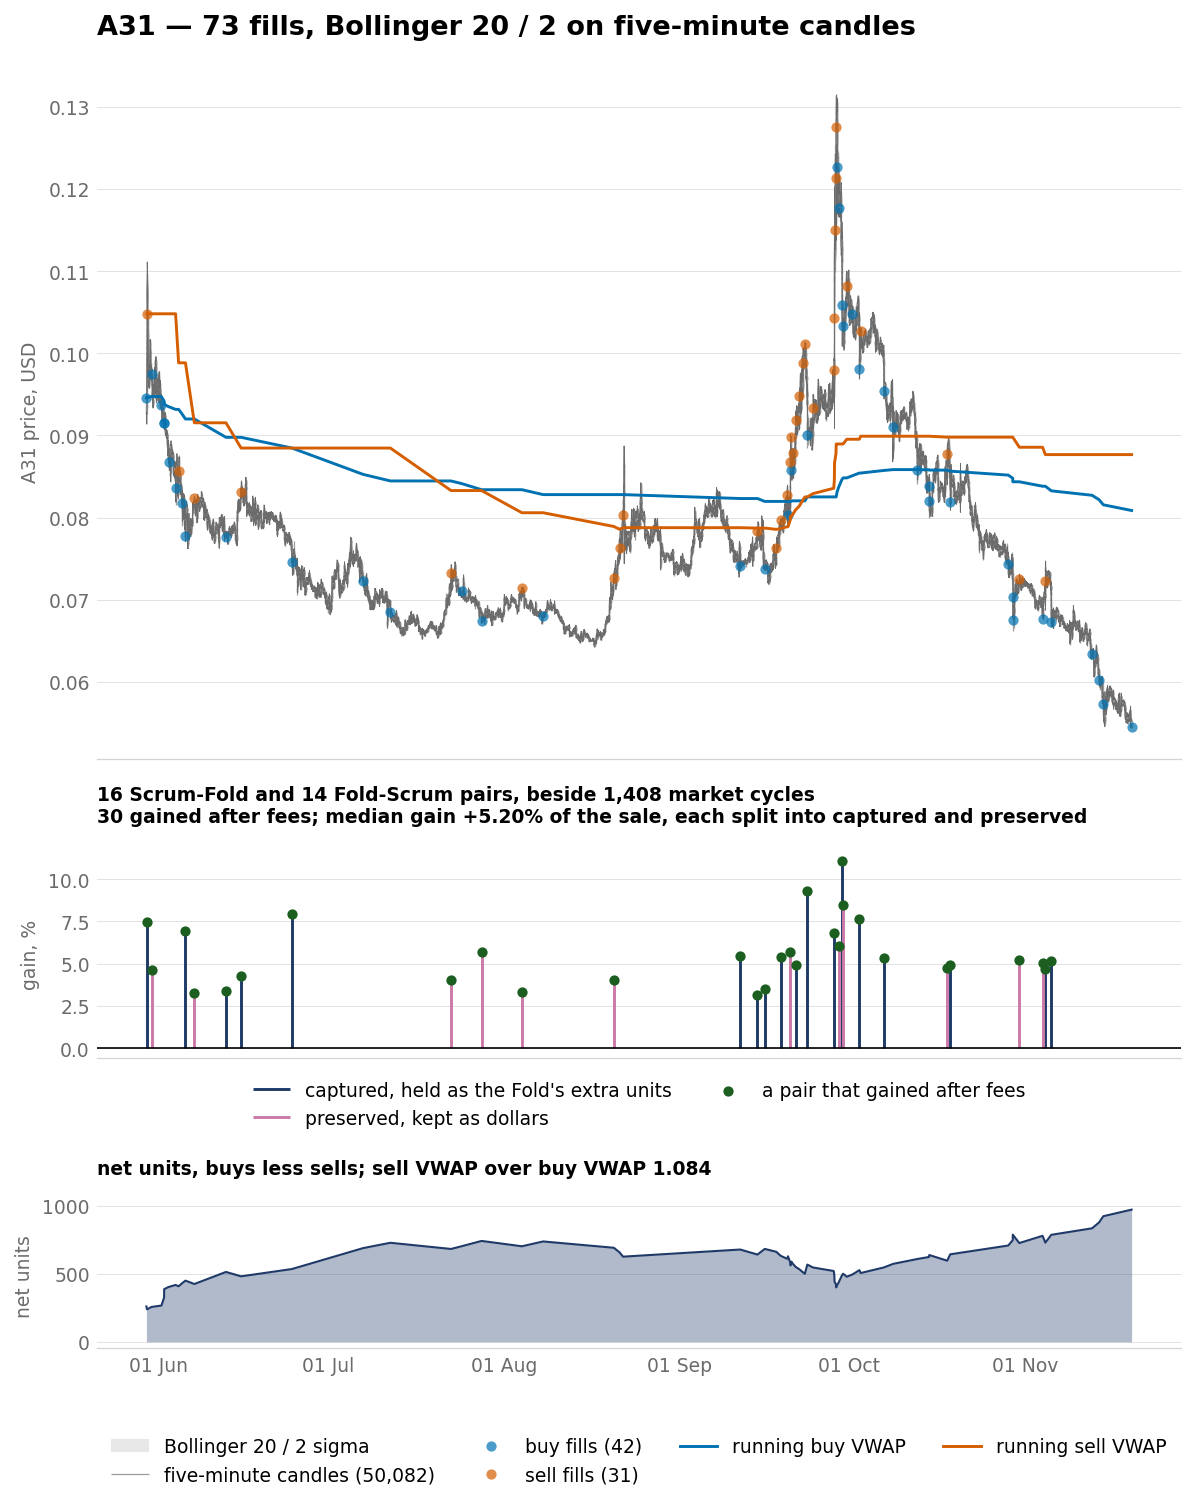 A31 — 73 fills, Bollinger 20 / 2 on five-minute candles
0.13
0.12
0.11
0.10
0.09
0.08
0.07
0.06
A31 price, USD
16 Scrum-Fold and 14 Fold-Scrum pairs, beside 1,408 market cycles
30 gained after fees; median gain +5.20% of the sale, each split into captured and preserved
10.0
7.5
5.0
2.5
0.0
gain, %
captured, held as the Fold's extra units
a pair that gained after fees
preserved, kept as dollars
net units, buys less sells; sell VWAP over buy VWAP 1.084
1000
500
0
net units
01 Jun
01 Jul
01 Aug
01 Sep
01 Oct
01 Nov
Bollinger 20 / 2 sigma
buy fills (42)
running buy VWAP
running sell VWAP
five-minute candles (50,082)
sell fills (31)